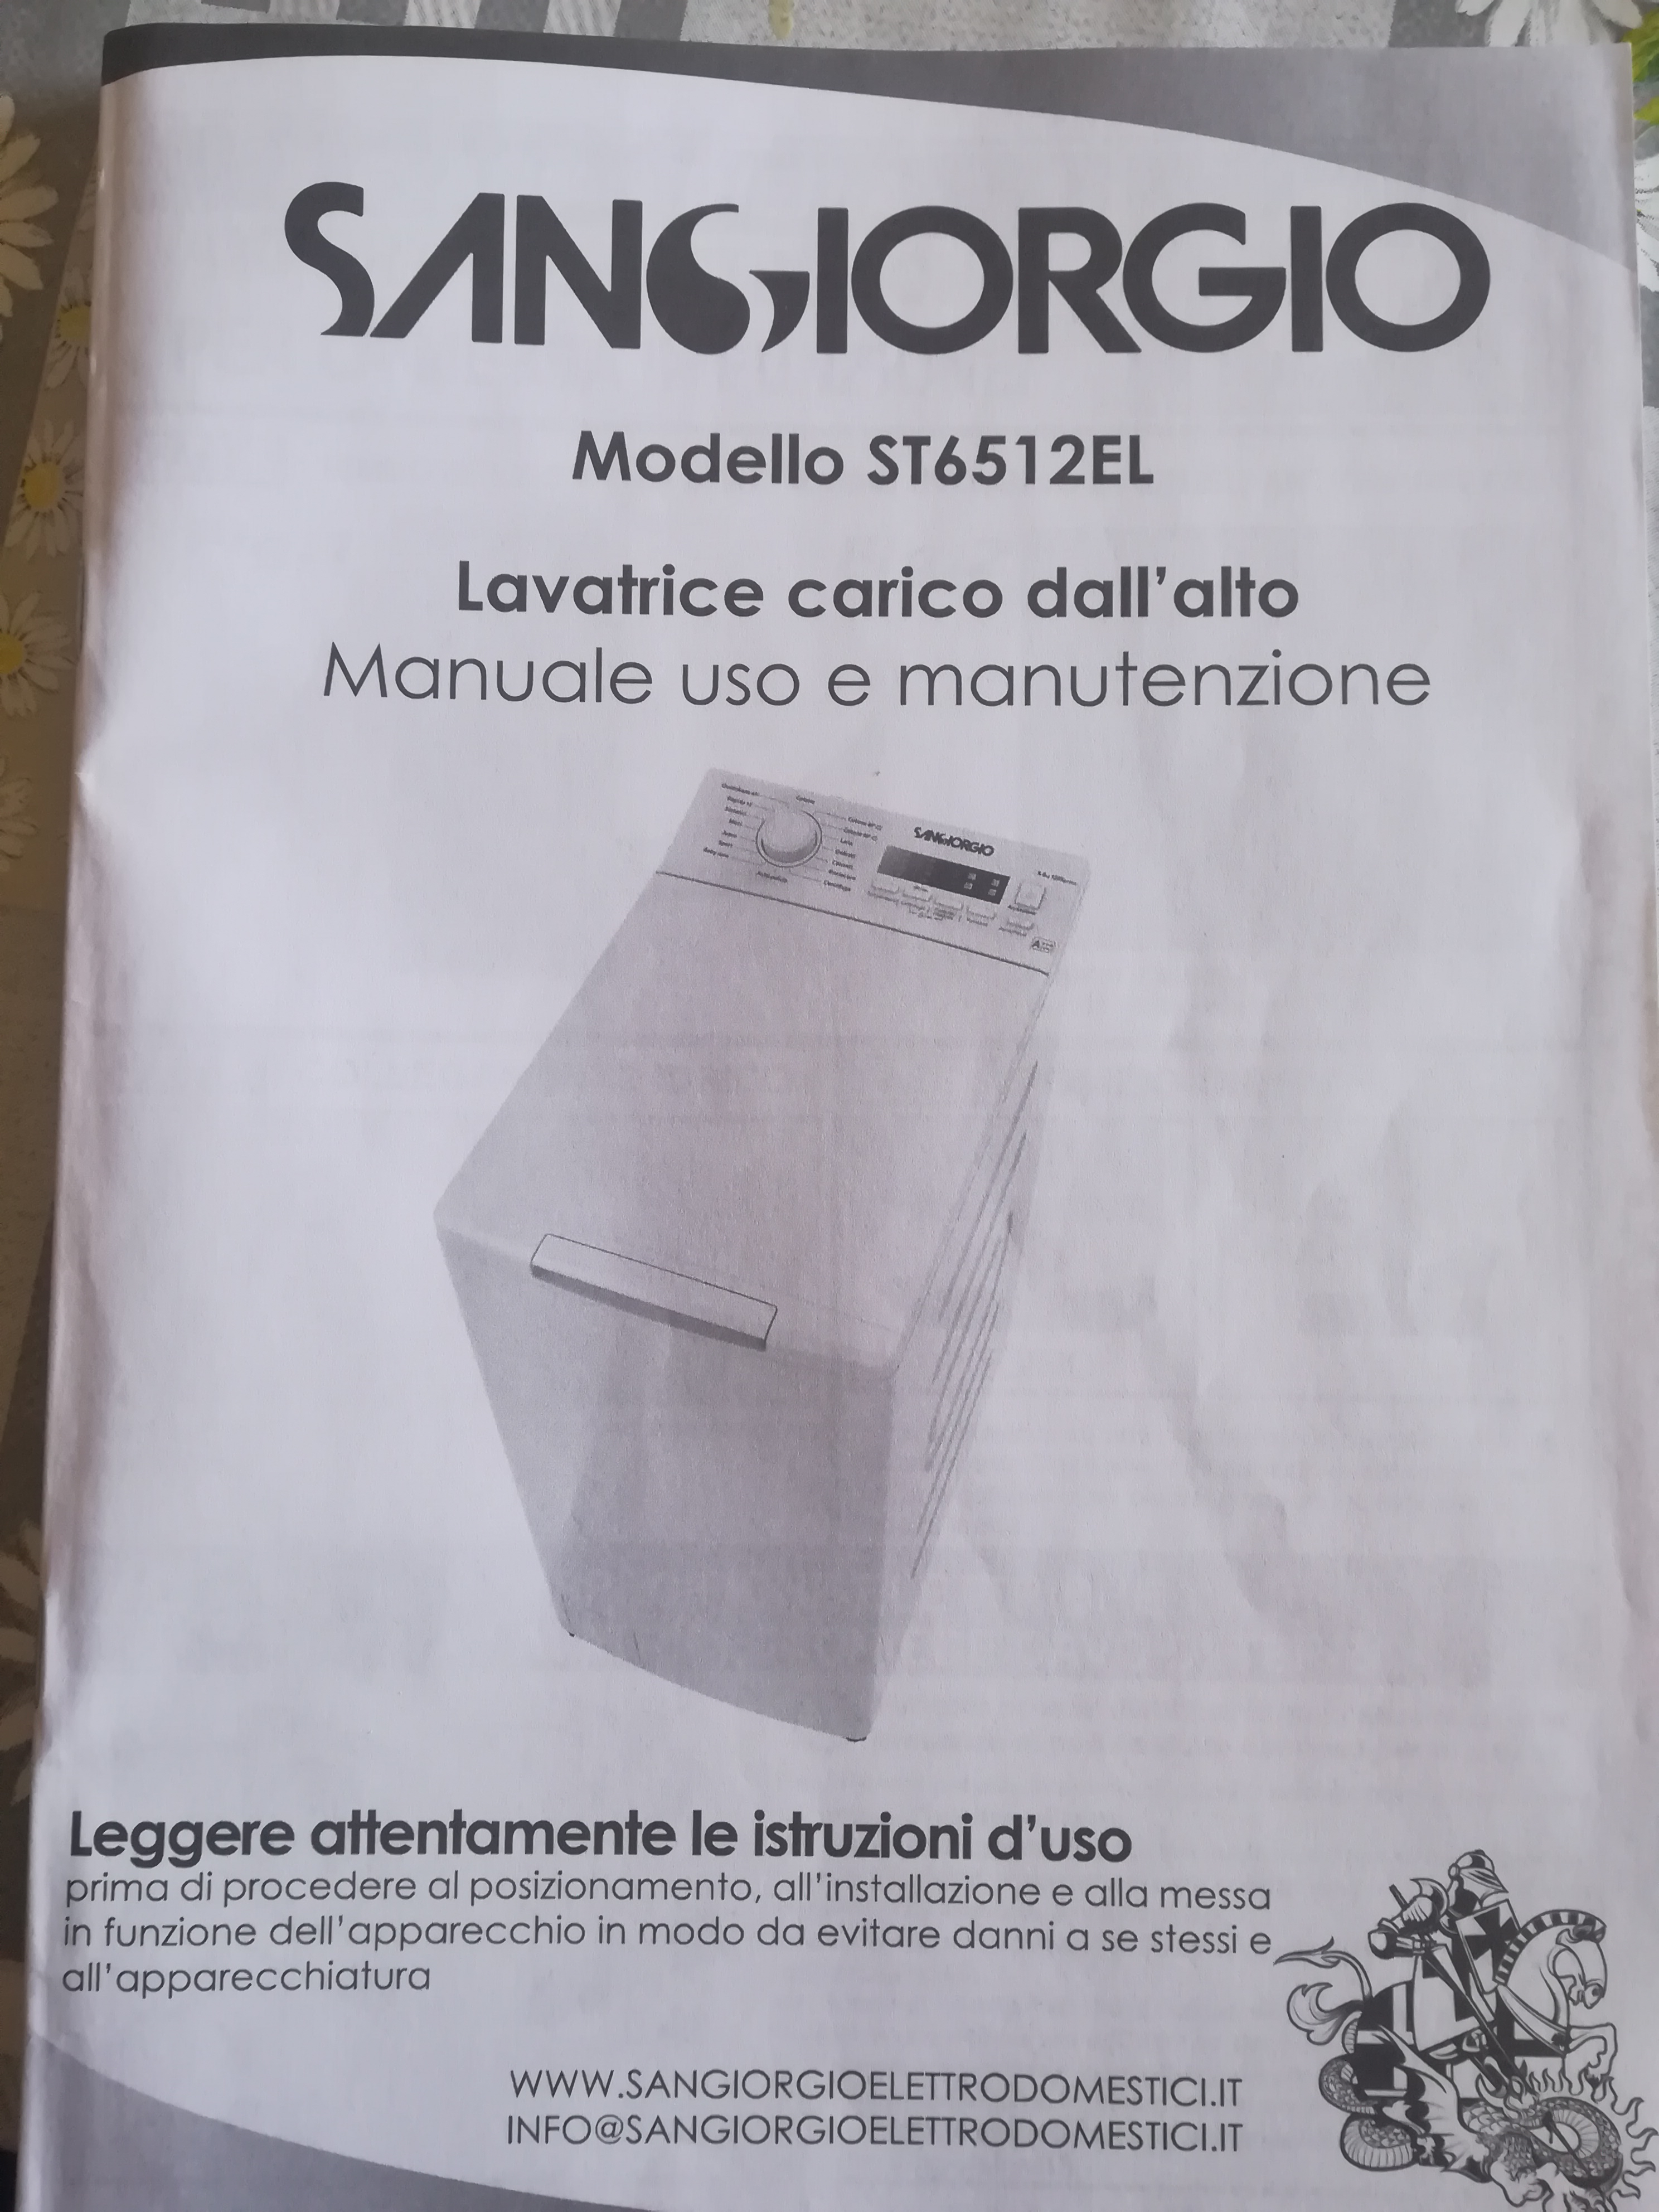 SANGIORGIO
Modello ST6512EL
Lavatrice carico dall'alto
Manuale uso e manutenzione
SANGIORGIO
Leggere attentamente le istruzioni d'uso
prima di procedere al posizionamento, all'installazione e alla messa
in funzione dell'apparecchio in modo da evitare danni a se stessi e
all'apparecchiatura
WWW.SANGIORGIOELETTRODOMESTICI.IT
INFO@SANGIORGIOELETTRODOMESTICI.IT